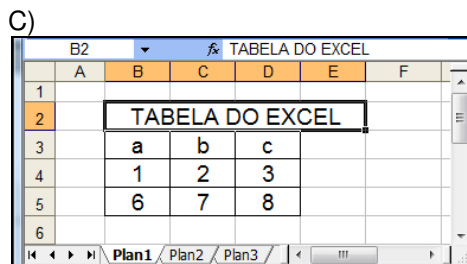 C)
B2 fx TABELA DO EXCEL
A B C D E F
1
2 TABELA DO EXCEL
3 a b c
4 1 2 3
5 6 7 8
6
Plan1 Plan2 Plan3